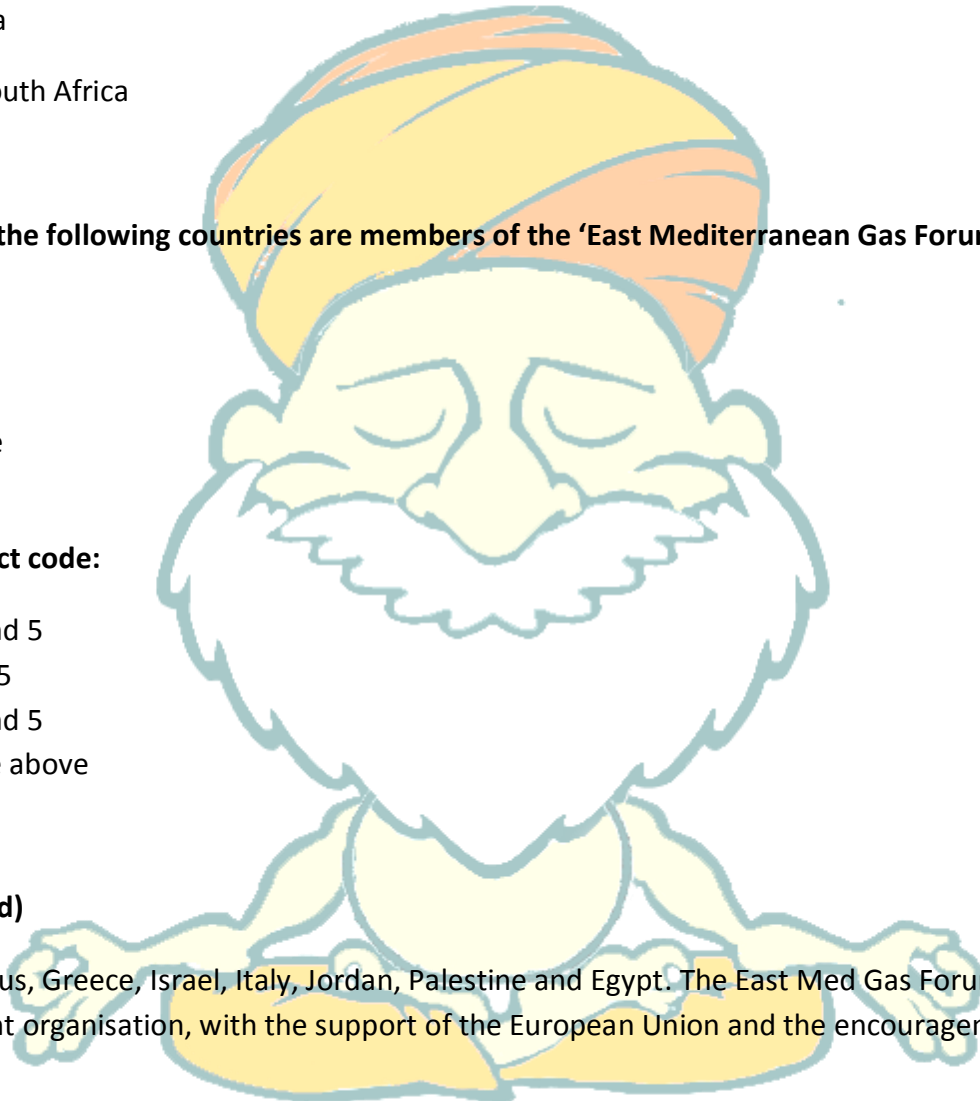 a
outh Africa
the following countries are members of the ‘East Mediterranean Gas Forum
e
ct code:
nd 5
5
nd 5
e above
d)
us, Greece, Israel, Italy, Jordan, Palestine and Egypt. The East Med Gas Foru
nt organisation, with the support of the European Union and the encourager